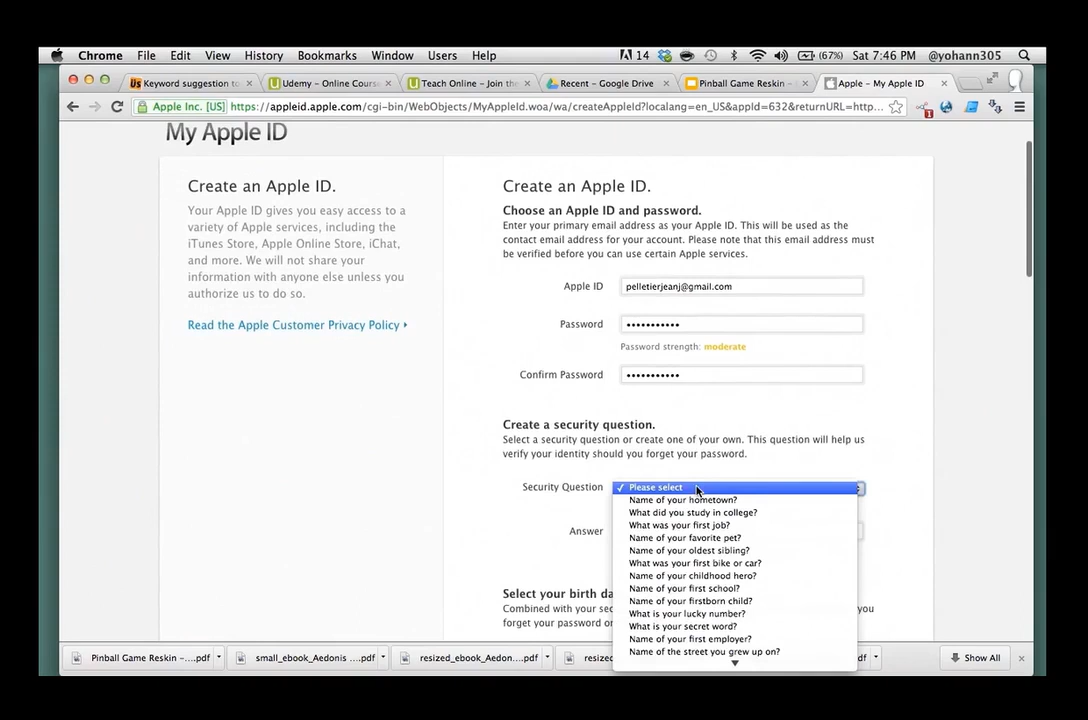 Chrome File Edit View History Bookmarks Window Users Help 14 (67%) Sat 7:46 PM @yohann305
Keyword suggestion to Udemy – Online Cours Teach Online – Join the Recent – Google Drive Pinball Game Reskin – Apple – My Apple ID
Apple Inc. [US] https://appleid.apple.com/cgi-bin/WebObjects/MyAppleId.woa/wa/createAppleId?localang=en_US&appId=632&returnURL=http... 1
My Apple ID
Create an Apple ID.
Your Apple ID gives you easy access to a
variety of Apple services, including the
iTunes Store, Apple Online Store, iChat,
and more. We will not share your
information with anyone else unless you
authorize us to do so.
Read the Apple Customer Privacy Policy
Create an Apple ID.
Choose an Apple ID and password.
Enter your primary email address as your Apple ID. This will be used as the
contact email address for your account. Please note that this email address must
be verified before you can use certain Apple services.
Apple ID pelletierjeanj@gmail.com
Password •••••••••••
Password strength: moderate
Confirm Password •••••••••••
Create a security question.
Select a security question or create one of your own. This question will help us
verify your identity should you forget your password.
Security Question ✓ Please select
Name of your hometown?
What did you study in college?
What was your first job?
Answer
Name of your favorite pet?
Name of your oldest sibling?
What was your first bike or car?
Name of your childhood hero?
Name of your first school?
Select your birth da
Name of your firstborn child?
Combined with your sec you
What is your lucky number?
forget your password or
What is your secret word?
Name of your first employer?
Name of the street you grew up on?
Pinball Game Reskin –....pdf small_ebook_Aedonis ....pdf resized_ebook_Aedon...pdf resized df Show All